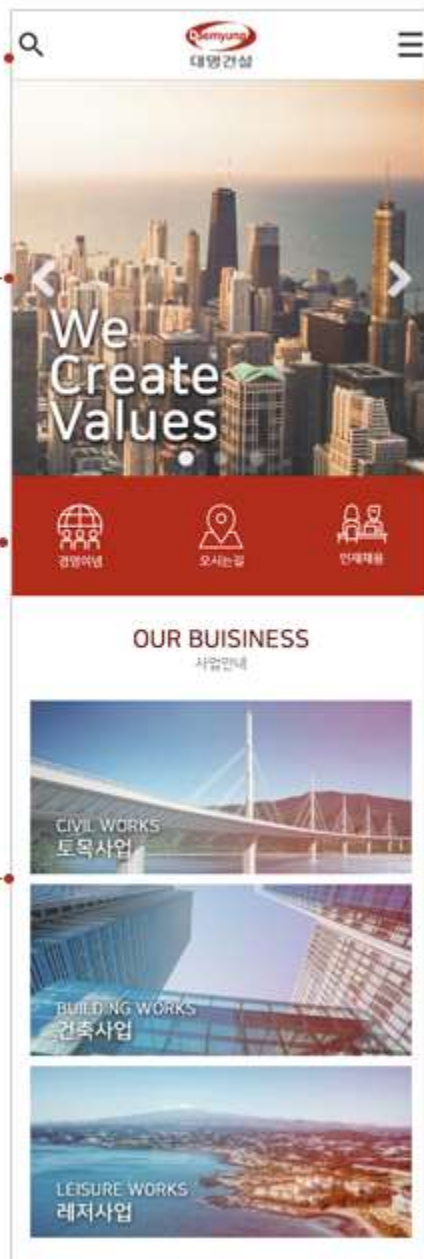 Daemyung
대명건설
We
Create
Values
경영이념
오시는길
인재채용
OUR BUISINESS
사업안내
CIVIL WORKS
토목사업
BUILDING WORKS
건축사업
LEISURE WORKS
레저사업